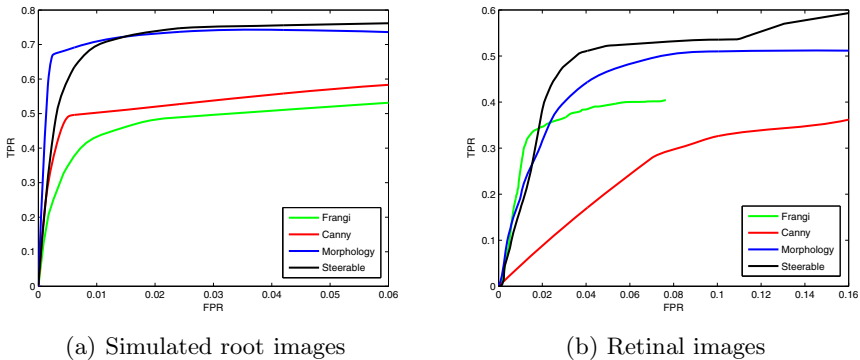 0.8
0.7
0.6
0.5
0.4
0.3
0.2
0.1
0
TPR
0 0.01 0.02 0.03 0.04 0.05 0.06
FPR
Frangi
Canny
Morphology
Steerable
(a) Simulated root images
0.6
0.5
0.4
0.3
0.2
0.1
0
TPR
0 0.02 0.04 0.06 0.08 0.1 0.12 0.14 0.16
FPR
Frangi
Canny
Morphology
Steerable
(b) Retinal images